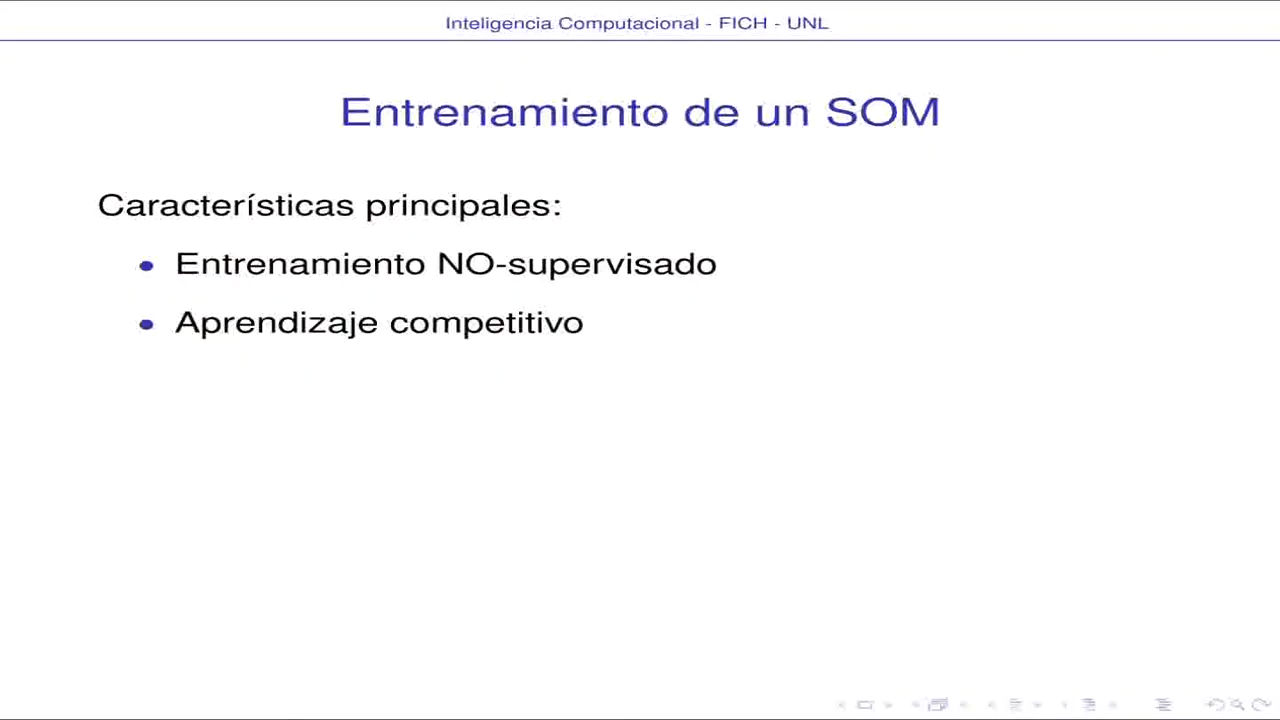 Inteligencia Computacional - FICH - UNL
Entrenamiento de un SOM
Características principales:
• Entrenamiento NO-supervisado
• Aprendizaje competitivo